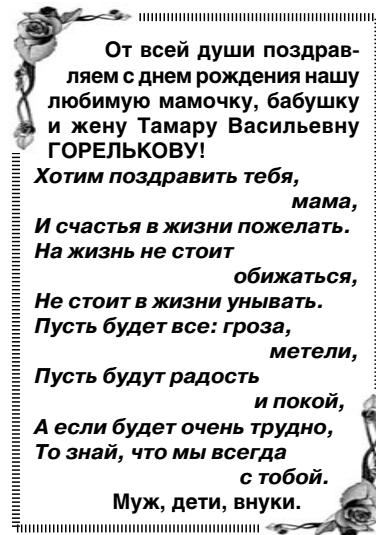 От всей души поздрав-
ляем с днем рождения нашу
любимую мамочку, бабушку
и жену Тамару Васильевну
ГОРЕЛЬКОВУ!
Хотим поздравить тебя,
мама,
И счастья в жизни пожелать.
На жизнь не стоит
обижаться,
Не стоит в жизни унывать.
Пусть будет все: гроза,
метели,
Пусть будут радость
и покой,
А если будет очень трудно,
То знай, что мы всегда
с тобой.
Муж, дети, внуки.